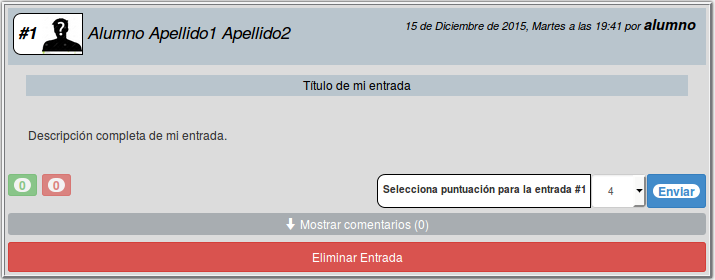 #1 Alumno Apellido1 Apellido2
15 de Diciembre de 2015, Martes a las 19:41 por alumno
Título de mi entrada
Descripción completa de mi entrada.
0 0
Selecciona puntuación para la entrada #1 4 Enviar
Mostrar comentarios (0)
Eliminar Entrada